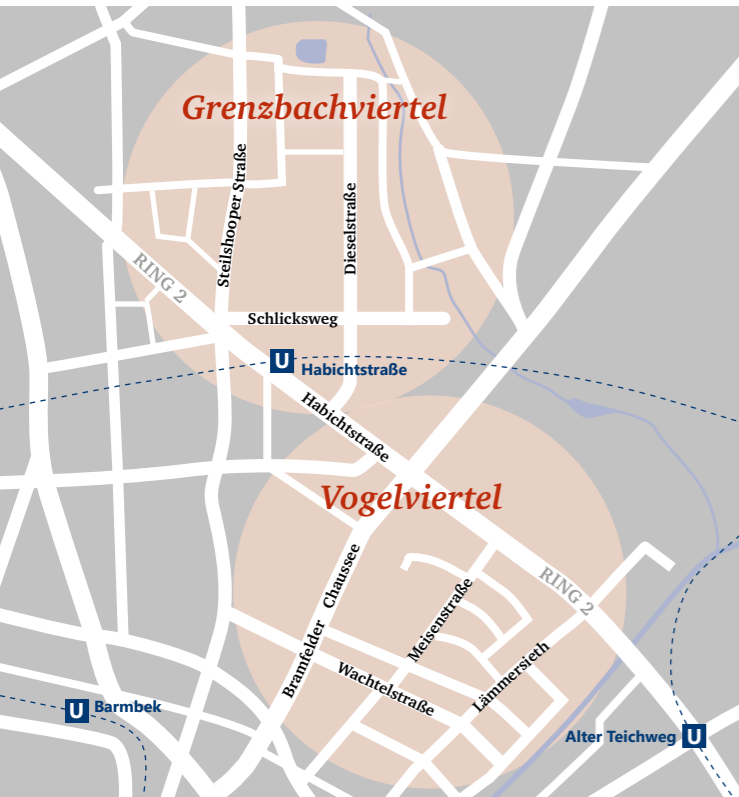 Grenzbachviertel
Steilshooper Straße
Dieselstraße
RING 2
Schlicksweg
U Habichtstraße
Habichtstraße
Vogelviertel
Bramfelder Chaussee
Meisenstraße
RING 2
Lämmersieth
Wachtelstraße
U Barmbek
Alter Teichweg U